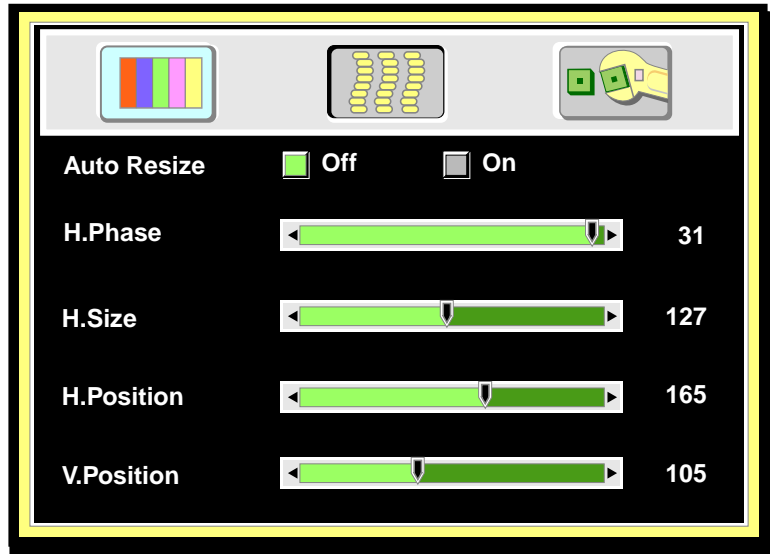 Auto Resize Off On
H.Phase 31
H.Size 127
H.Position 165
V.Position 105